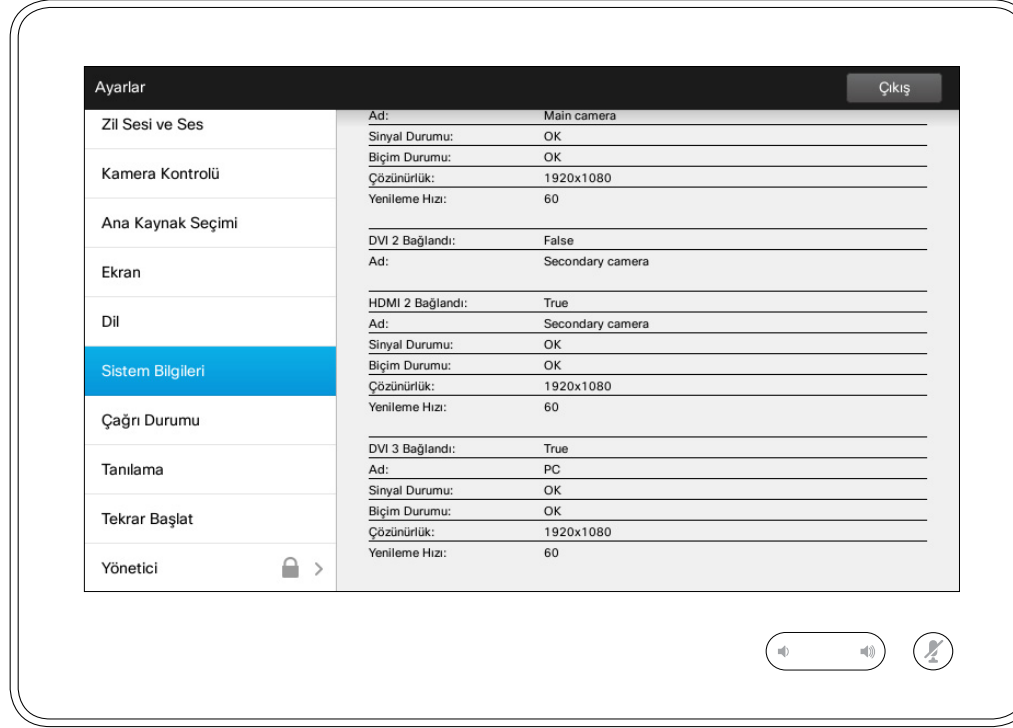 Ayarlar
Çıkış
Zil Sesi ve Ses
Kamera Kontrolü
Ana Kaynak Seçimi
Ekran
Dil
Sistem Bilgileri
Çağrı Durumu
Tanılama
Tekrar Başlat
Yönetici
Ad: Main camera
Sinyal Durumu: OK
Biçim Durumu: OK
Çözünürlük: 1920x1080
Yenileme Hızı: 60
DVI 2 Bağlandı: False
Ad: Secondary camera
HDMI 2 Bağlandı: True
Ad: Secondary camera
Sinyal Durumu: OK
Biçim Durumu: OK
Çözünürlük: 1920x1080
Yenileme Hızı: 60
DVI 3 Bağlandı: True
Ad: PC
Sinyal Durumu: OK
Biçim Durumu: OK
Çözünürlük: 1920x1080
Yenileme Hızı: 60